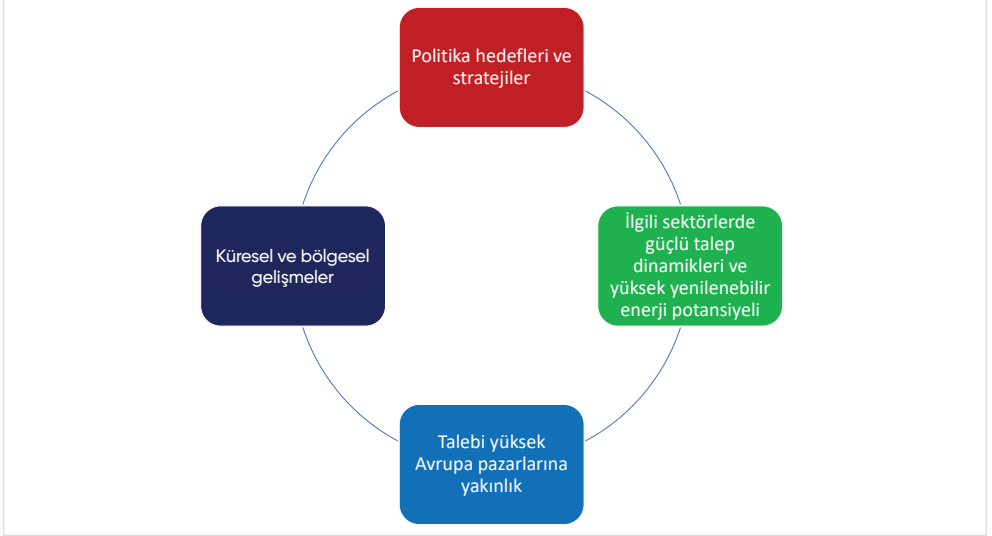 Politika hedefleri ve
stratejiler
İlgili sektörlerde
güçlü talep
dinamikleri ve
yüksek yenilenebilir
enerji potansiyeli
Talebi yüksek
Avrupa pazarlarına
yakınlık
Küresel ve bölgesel
gelişmeler